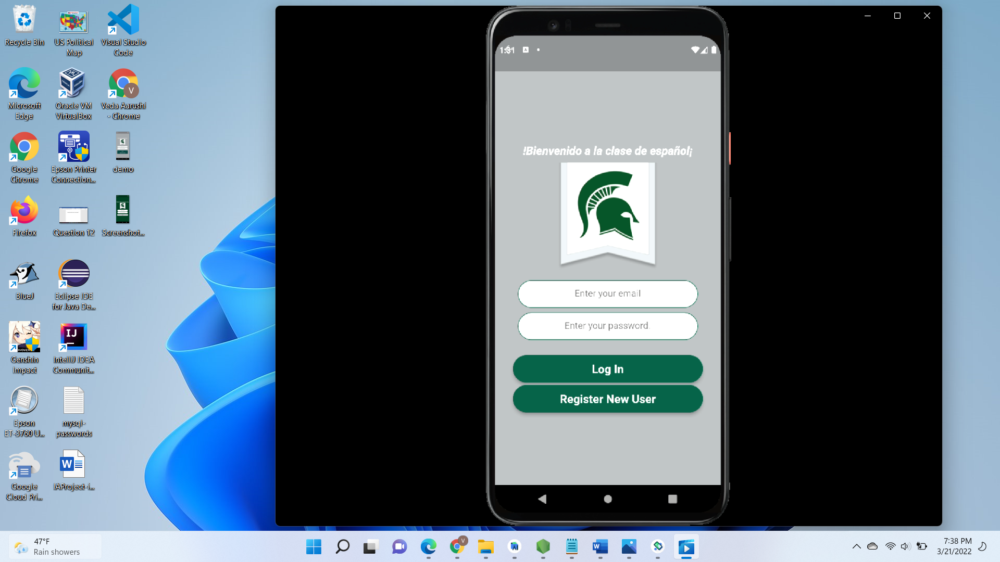 Recycle Bin
US Political
Map
Visual Studio
Code
Microsoft
Edge
Oracle VM
VirtualBox
V
Veda Aarushi
- Chrome
Google
Chrome
Epson Printer
Connection...
demo
Firefox
Question 12
Screenshot...
BlueJ
Eclipse IDE
for Java De...
Genshin
Impact
IJ
IntelliJ IDEA
Communit...
Epson
ET-3760 U...
mysql-
passwords
Google
Cloud Pri...
W
IAProject-i...
1:31
A
!Bienvenido a la clase de español¡
Enter your email
Enter your password.
Log In
Register New User
47°F
Rain showers
V
W
7:38 PM
3/21/2022